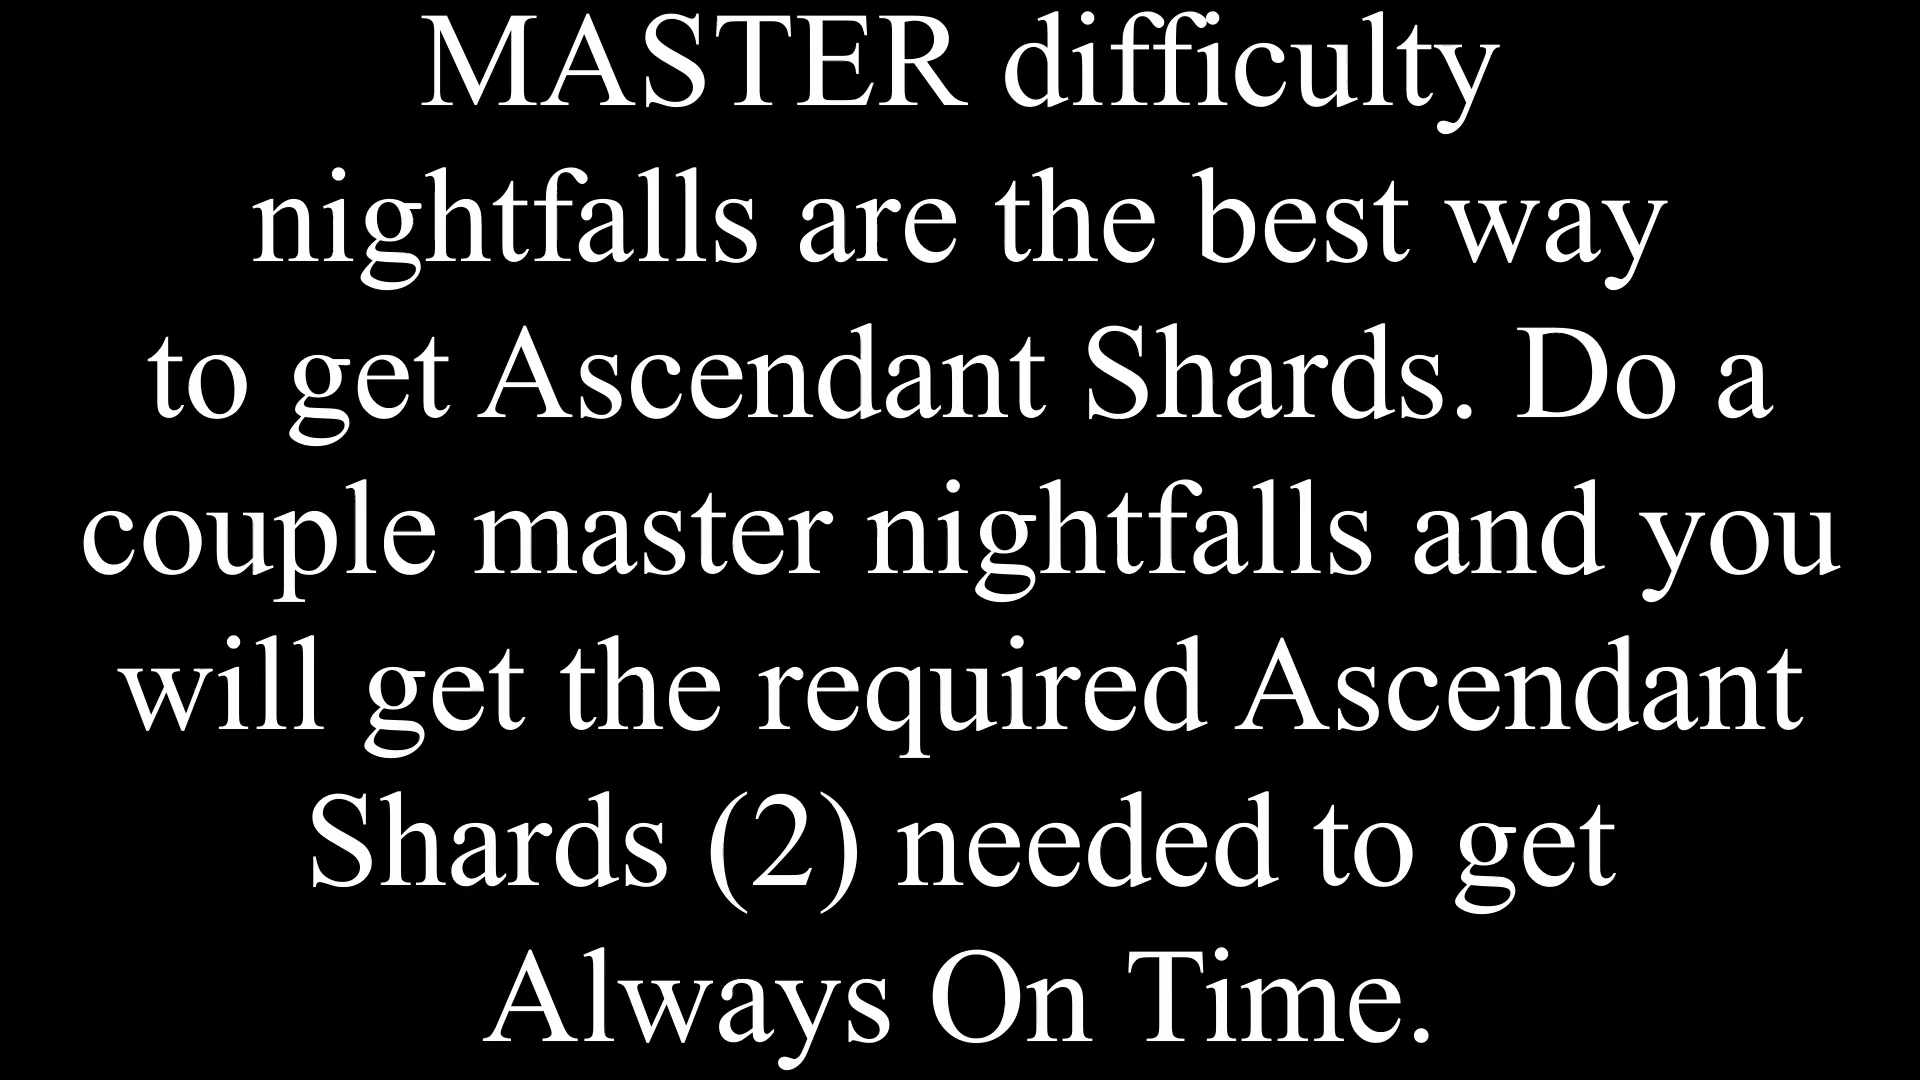 MASTER difficulty
nightfalls are the best way
to get Ascendant Shards. Do a
couple master nightfalls and you
will get the required Ascendant
Shards (2) needed to get
Always On Time.